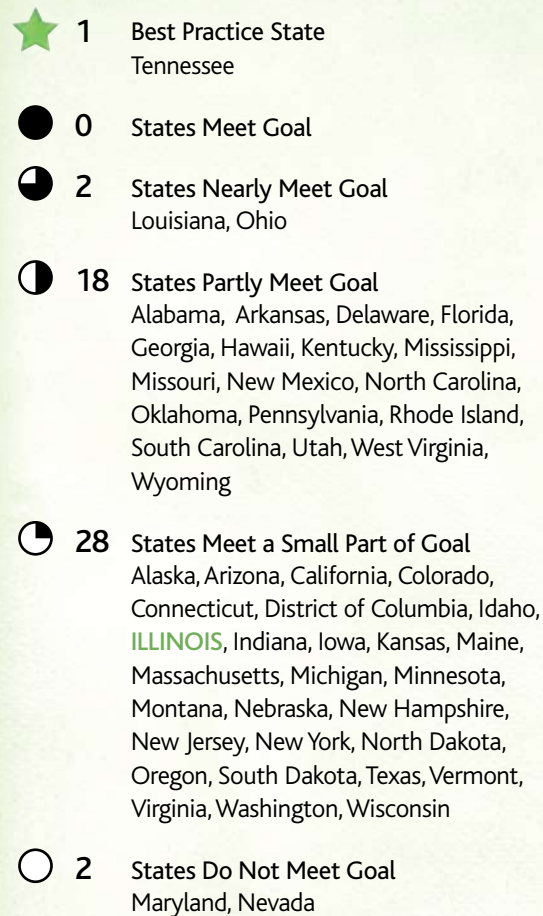 1 Best Practice State
Tennessee
0 States Meet Goal
2 States Nearly Meet Goal
Louisiana, Ohio
18 States Partly Meet Goal
Alabama, Arkansas, Delaware, Florida,
Georgia, Hawaii, Kentucky, Mississippi,
Missouri, New Mexico, North Carolina,
Oklahoma, Pennsylvania, Rhode Island,
South Carolina, Utah, West Virginia,
Wyoming
28 States Meet a Small Part of Goal
Alaska, Arizona, California, Colorado,
Connecticut, District of Columbia, Idaho,
ILLINOIS, Indiana, Iowa, Kansas, Maine,
Massachusetts, Michigan, Minnesota,
Montana, Nebraska, New Hampshire,
New Jersey, New York, North Dakota,
Oregon, South Dakota, Texas, Vermont,
Virginia, Washington, Wisconsin
2 States Do Not Meet Goal
Maryland, Nevada